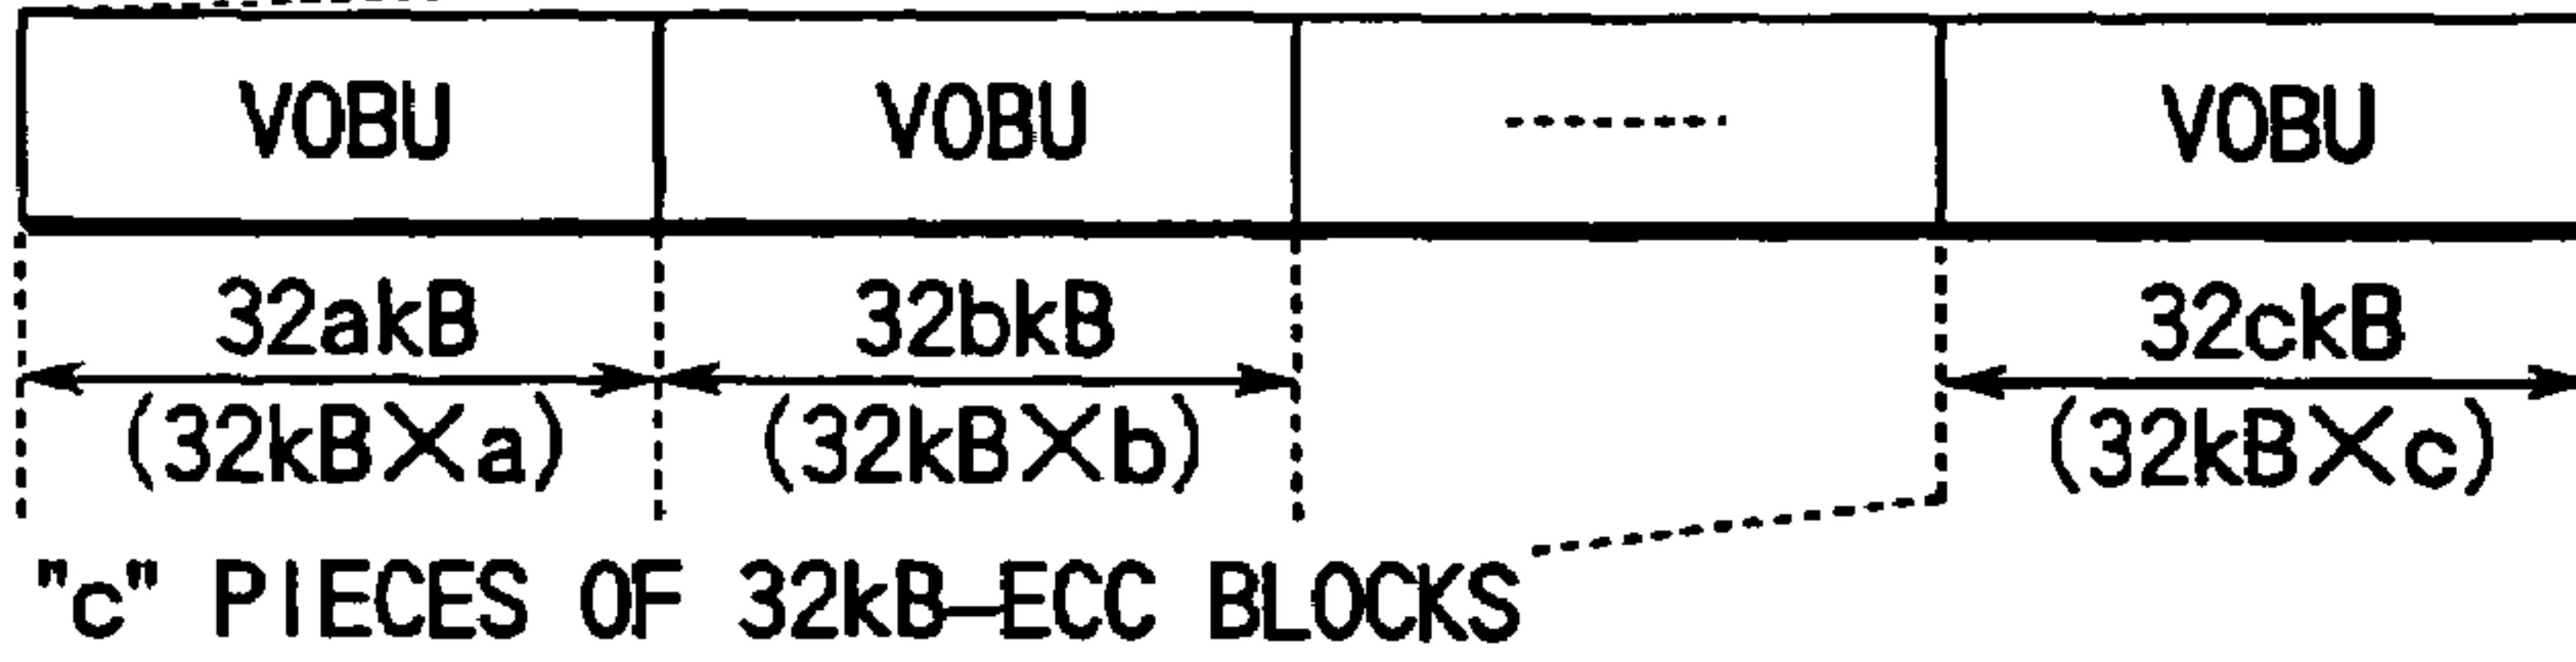 VOBU VOBU -------- VOBU
32akB 32bkB 32ckB
(32kB×a) (32kB×b) (32kB×c)
"c" PIECES OF 32kB-ECC BLOCKS